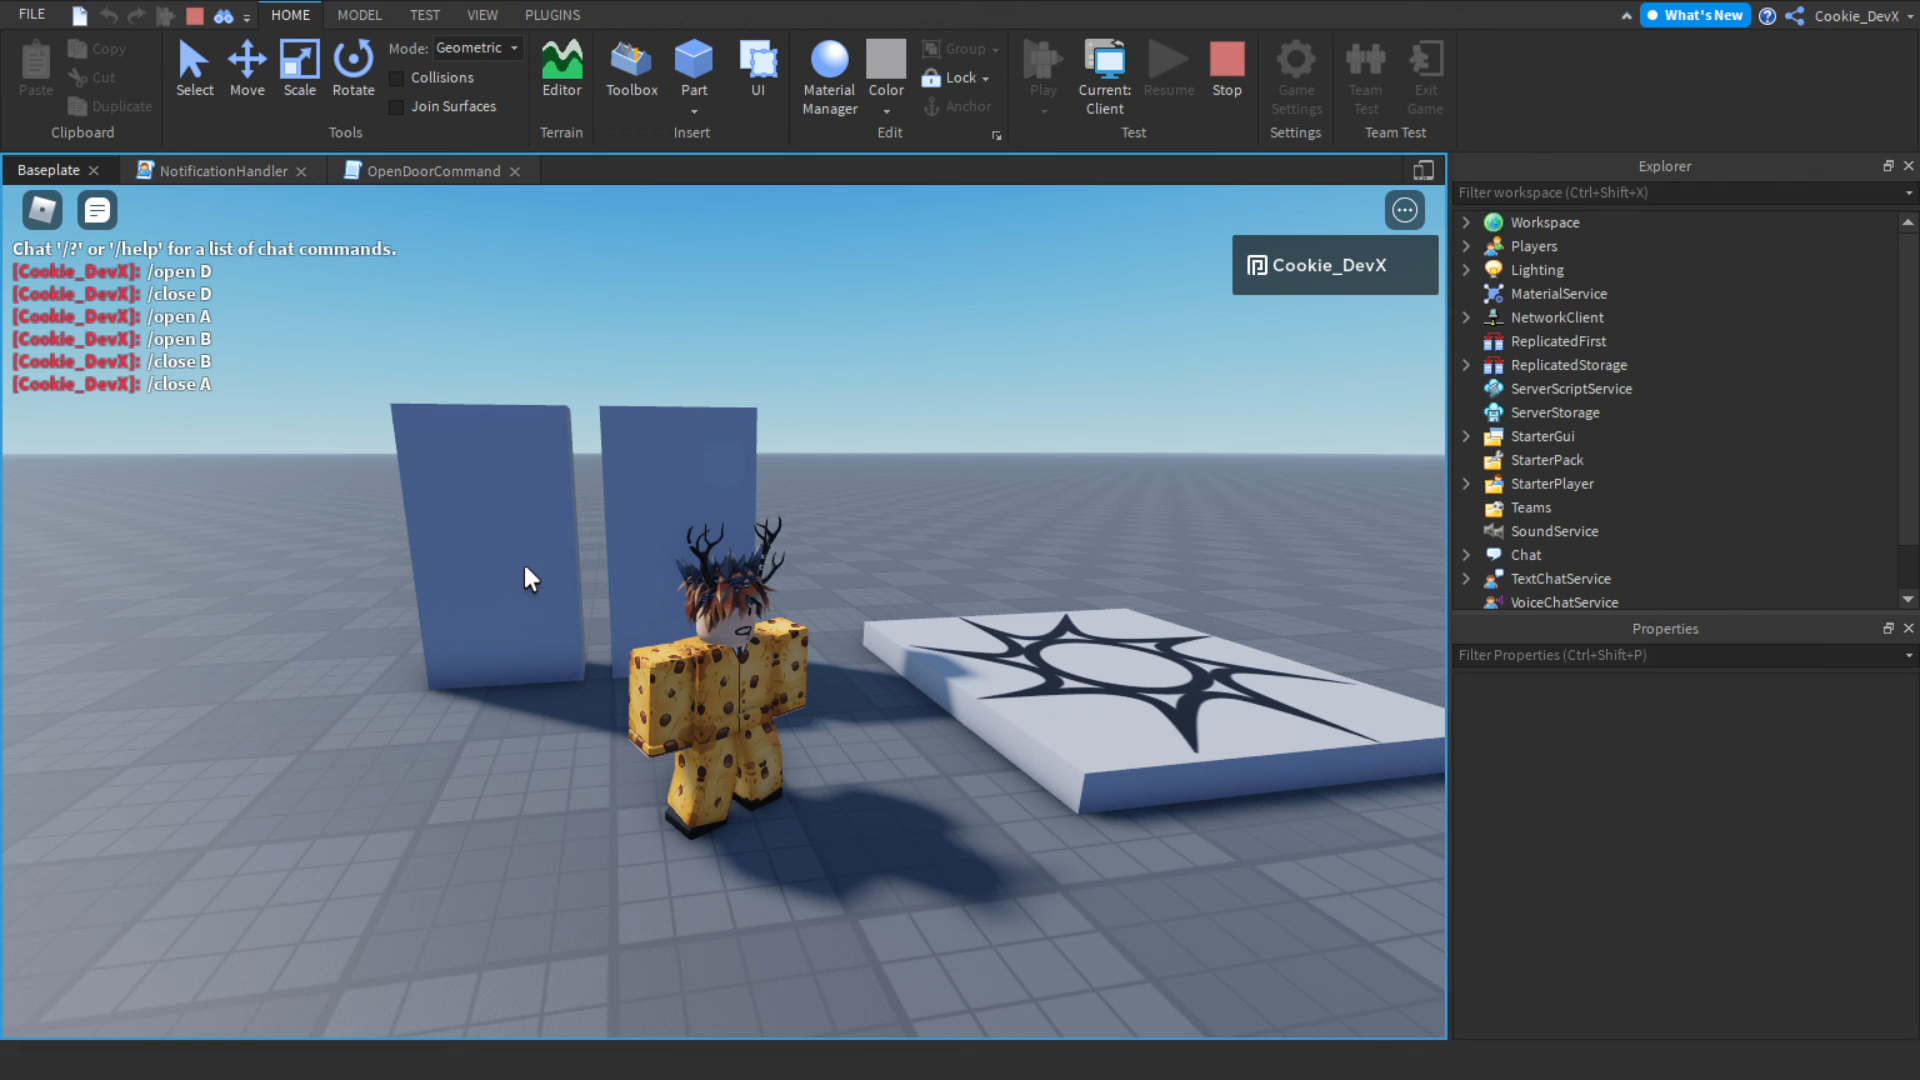 FILE HOME MODEL TEST VIEW PLUGINS What's New Cookie_DevX
Paste Copy Cut Duplicate Clipboard
Select Move Scale Rotate Mode: Geometric Collisions Join Surfaces Tools
Editor Terrain
Toolbox Part UI Insert
Material Manager Color Group Lock Anchor Edit
Play Current: Client Resume Stop Test
Game Settings Settings
Team Test Exit Game Team Test
Baseplate NotificationHandler OpenDoorCommand
Chat '/?' or '/help' for a list of chat commands.
[Cookie_DevX]: /open D
[Cookie_DevX]: /close D
[Cookie_DevX]: /open A
[Cookie_DevX]: /open B
[Cookie_DevX]: /close B
[Cookie_DevX]: /close A
Cookie_DevX
Explorer
Filter workspace (Ctrl+Shift+X)
Workspace
Players
Lighting
MaterialService
NetworkClient
ReplicatedFirst
ReplicatedStorage
ServerScriptService
ServerStorage
StarterGui
StarterPack
StarterPlayer
Teams
SoundService
Chat
TextChatService
VoiceChatService
Properties
Filter Properties (Ctrl+Shift+P)